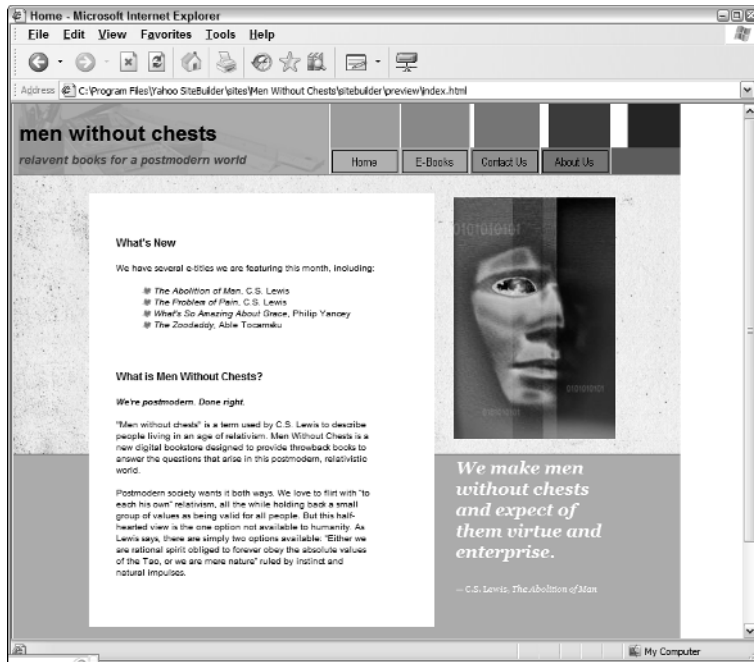 Home - Microsoft Internet Explorer
File Edit View Favorites Tools Help
Address C:\Program Files\Yahoo SiteBuilder\sites\Men Without Chests\sitebuilder\preview\index.html
men without chests
relavent books for a postmodern world
Home E-Books Contact Us About Us
What's New
We have several e-titles we are featuring this month, including:
The Abolition of Man, C.S. Lewis
The Problem of Pain, C.S. Lewis
What's So Amazing About Grace, Philip Yancey
The Zoodaddy, Able Tocamsku
What is Men Without Chests?
We're postmodern. Done right.
"Men without chests" is a term used by C.S. Lewis to describe
people living in an age of relativism. Men Without Chests is a
new digital bookstore designed to provide throwback books to
answer the questions that arise in this postmodern, relativistic
world.
Postmodern society wants it both ways. We love to flirt with "to
each his own" relativism, all the while holding back a small
group of values as being valid for all people. But this half-
hearted view is the one option not available to humanity. As
Lewis says, there are simply two options available: "Either we
are rational spirit obliged to forever obey the absolute values
of the Tao, or we are mere nature" ruled by instinct and
natural impulses.
01010101
01010101
We make men
without chests
and expect of
them virtue and
enterprise.
— C.S. Lewis, The Abolition of Man
My Computer